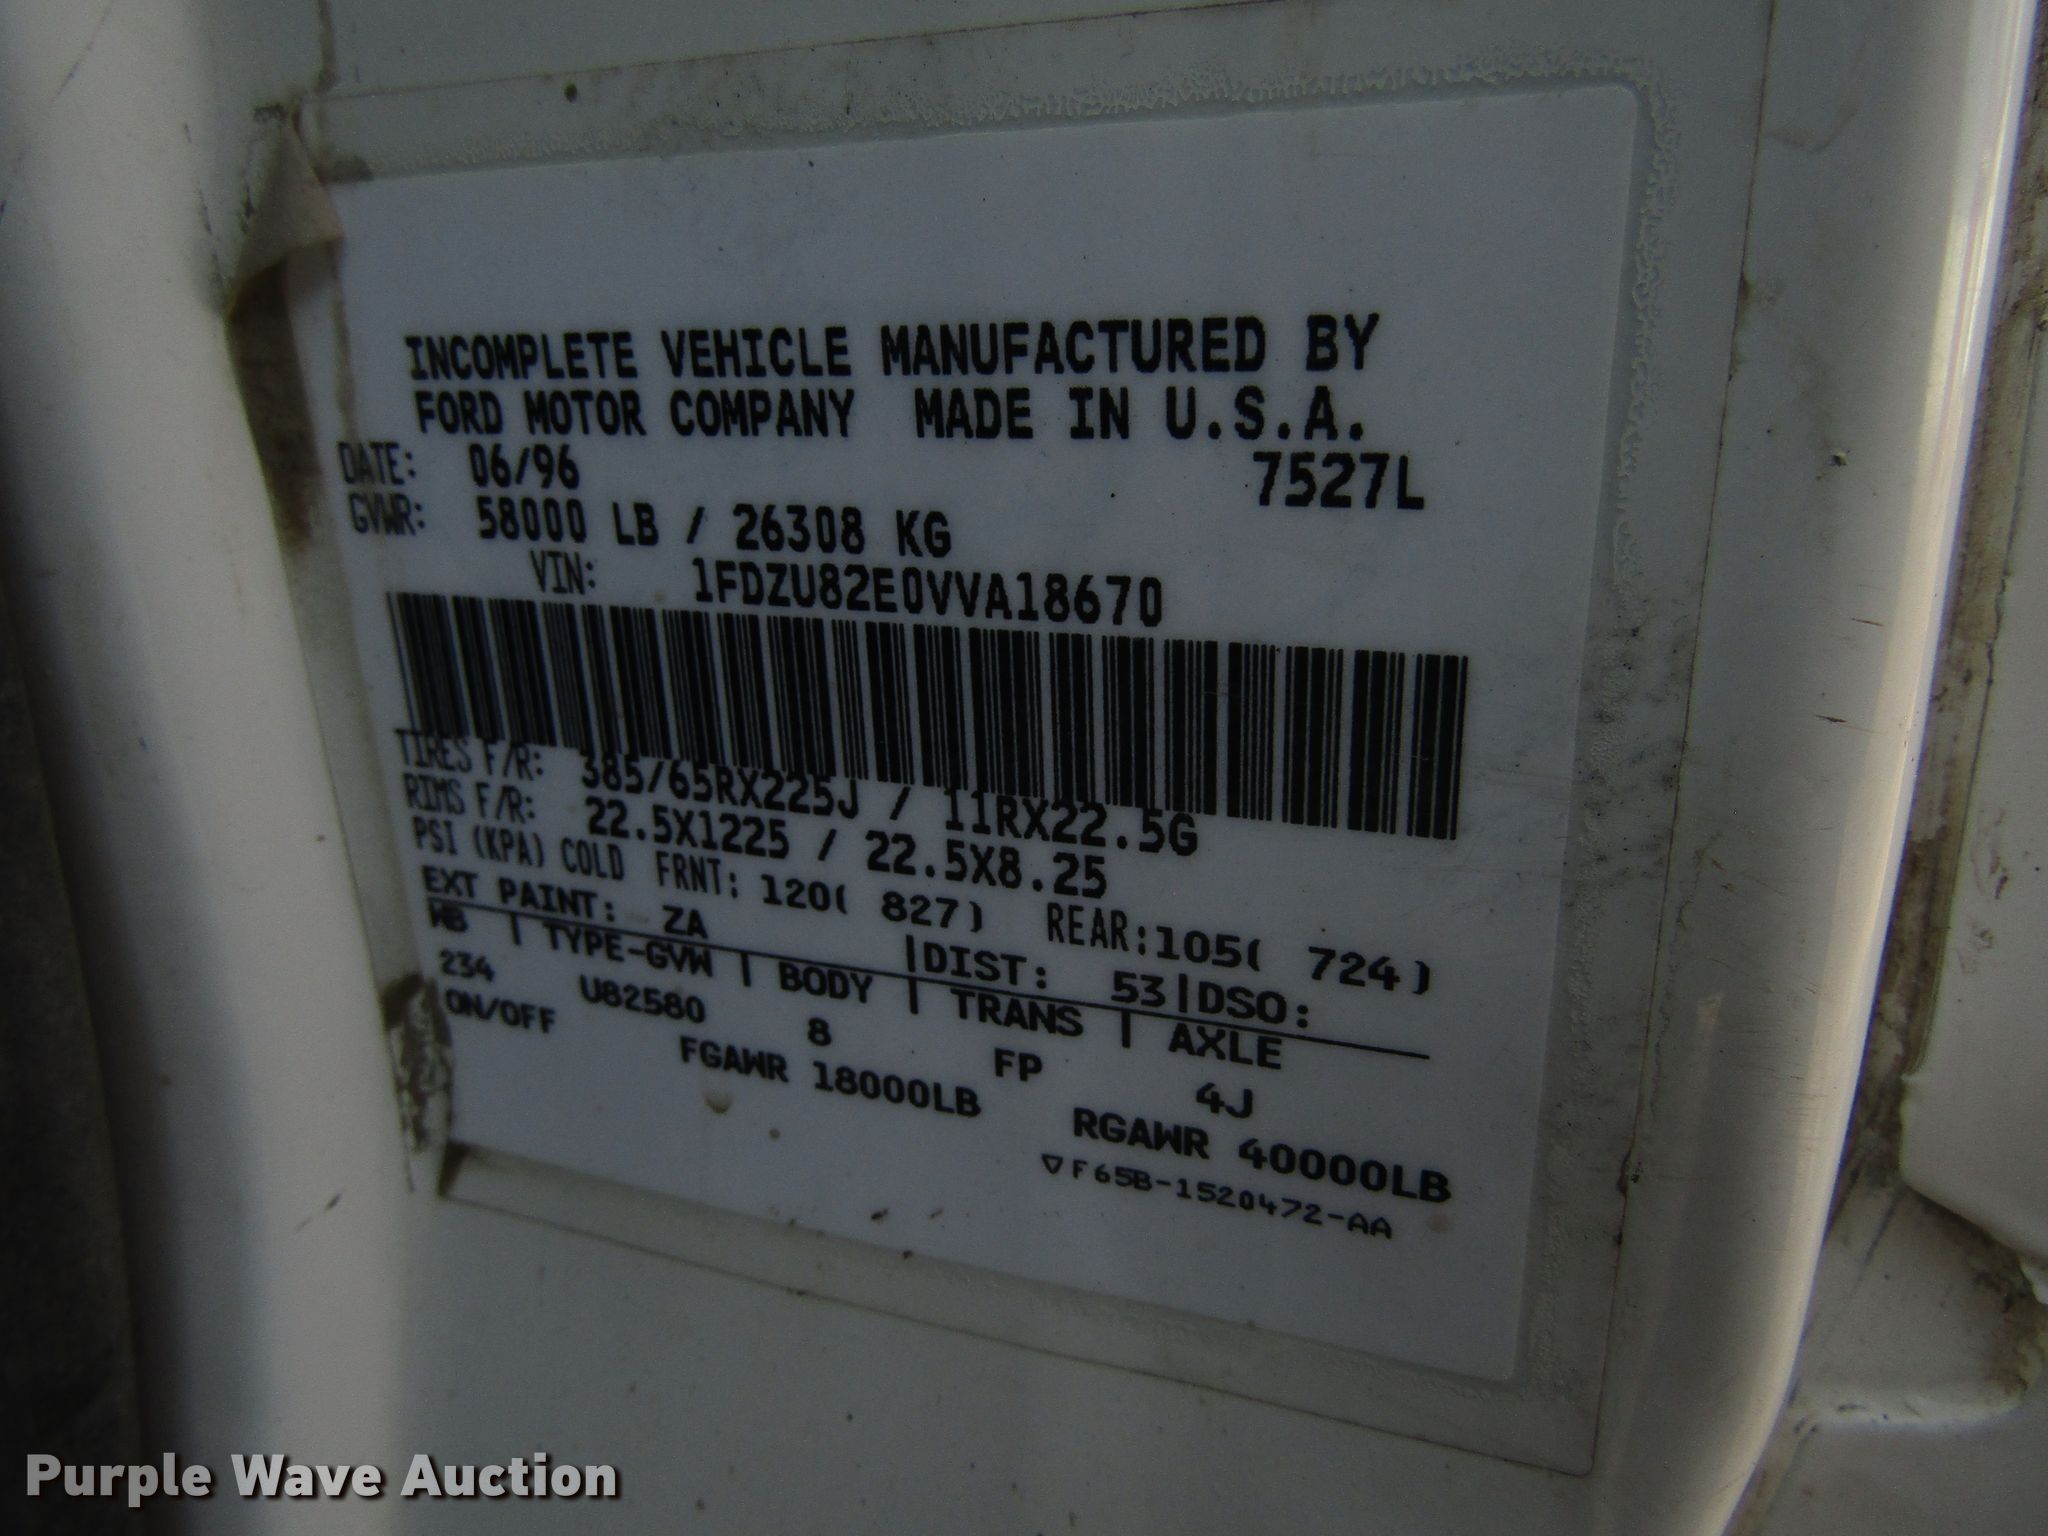 INCOMPLETE VEHICLE MANUFACTURED BY
FORD MOTOR COMPANY MADE IN U.S.A.
DATE: 06/96 7527L
GVWR: 58000 LB / 26308 KG
VIN: 1FDZU82E0VVA18670
TIRES F/R: 385/65RX225J / 11RX22.5G
RIMS F/R: 22.5X1225 / 22.5X8.25
PSI (KPA) COLD FRNT: 120( 827) REAR:105( 724)
EXT PAINT: ZA |DIST: 53|DSO:
WB | TYPE-GVW | BODY | TRANS | AXLE
234 U82580 8 FP 4J
ON/OFF FGAWR 18000LB RGAWR 40000LB
▽F65B-1520472-AA
Purple Wave Auction